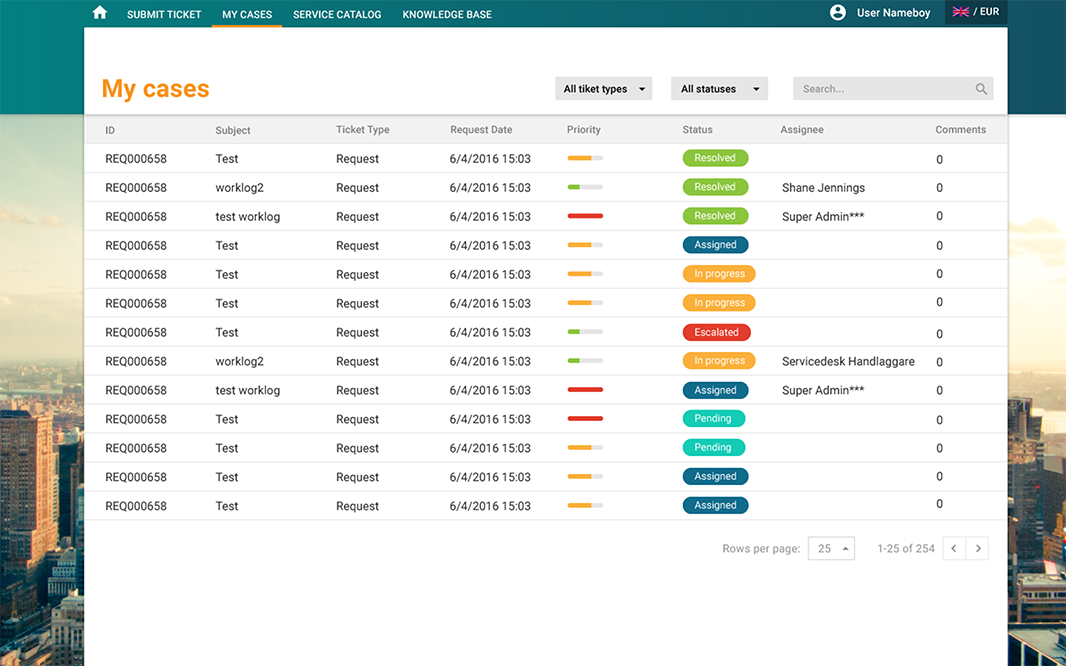 SUBMIT TICKET MY CASES SERVICE CATALOG KNOWLEDGE BASE User Nameboy / EUR
My cases All tiket types All statuses Search...
ID Subject Ticket Type Request Date Priority Status Assignee Comments
REQ000658 Test Request 6/4/2016 15:03 Resolved 0
REQ000658 worklog2 Request 6/4/2016 15:03 Resolved Shane Jennings 0
REQ000658 test worklog Request 6/4/2016 15:03 Resolved Super Admin*** 0
REQ000658 Test Request 6/4/2016 15:03 Assigned 0
REQ000658 Test Request 6/4/2016 15:03 In progress 0
REQ000658 Test Request 6/4/2016 15:03 In progress 0
REQ000658 Test Request 6/4/2016 15:03 Escalated 0
REQ000658 worklog2 Request 6/4/2016 15:03 In progress Servicedesk Handlaggare 0
REQ000658 test worklog Request 6/4/2016 15:03 Assigned Super Admin*** 0
REQ000658 Test Request 6/4/2016 15:03 Pending 0
REQ000658 Test Request 6/4/2016 15:03 Pending 0
REQ000658 Test Request 6/4/2016 15:03 Assigned 0
REQ000658 Test Request 6/4/2016 15:03 Assigned 0
Rows per page: 25 1-25 of 254